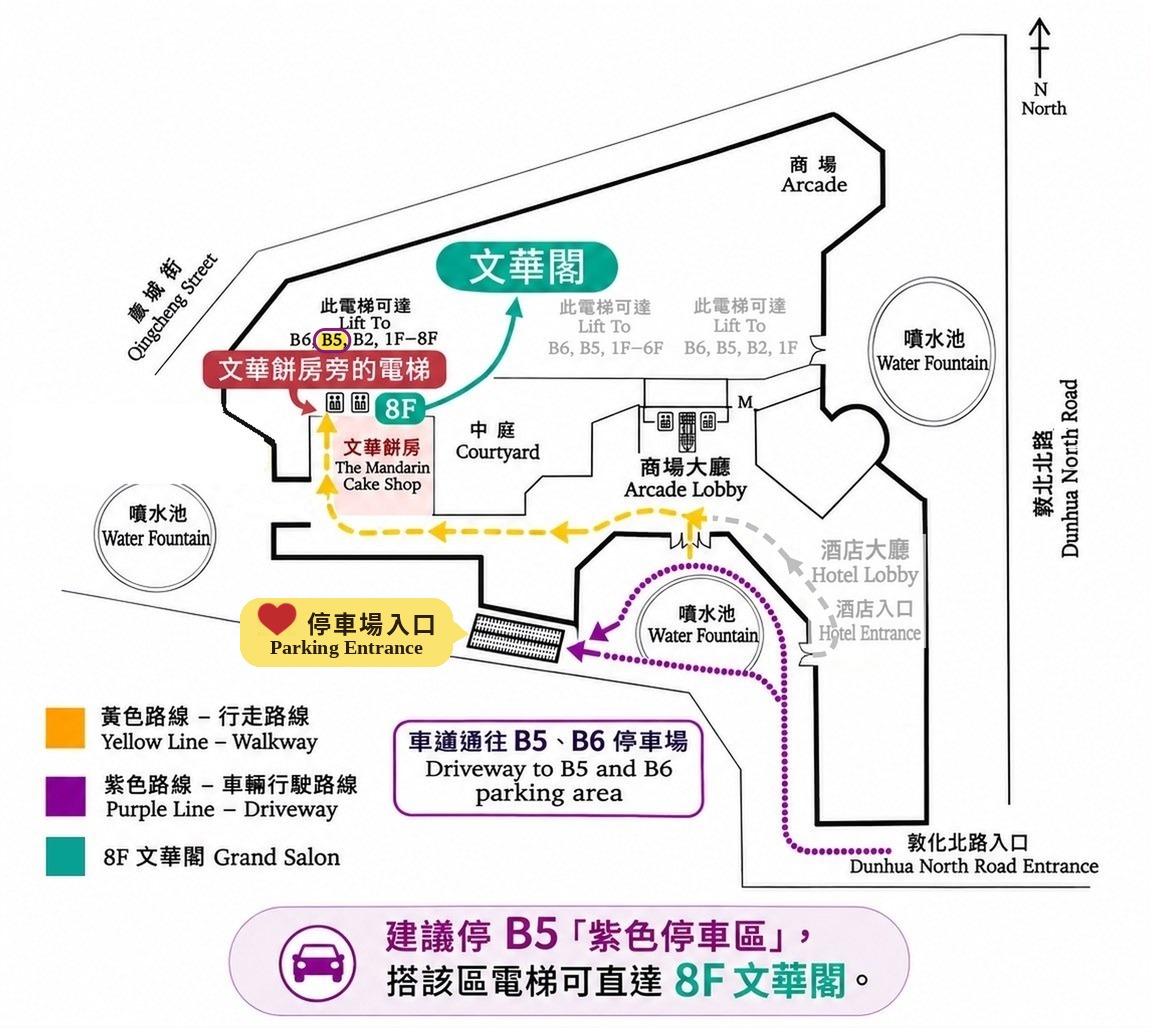 N
North
商場
Arcade
城街
Qingcheng Street
文華閣
此電梯可達
Lift To
B6, B5, B2, 1F–8F
此電梯可達
Lift To
B6, B5, 1F–6F
此電梯可達
Lift To
B6, B5, B2, 1F
噴水池
Water Fountain
文華餅房旁的電梯
8F
M
文華餅房
The Mandarin
Cake Shop
中庭
Courtyard
商場大廳
Arcade Lobby
敦北北路
Dunhua North Road
噴水池
Water Fountain
酒店大廳
Hotel Lobby
酒店入口
Hotel Entrance
噴水池
Water Fountain
停車場入口
Parking Entrance
黃色路線 – 行走路線
Yellow Line – Walkway
紫色路線 – 車輛行駛路線
Purple Line – Driveway
8F 文華閣 Grand Salon
車道通往 B5、B6 停車場
Driveway to B5 and B6
parking area
敦化北路入口
Dunhua North Road Entrance
建議停 B5「紫色停車區」，
搭該區電梯可直達 8F 文華閣。